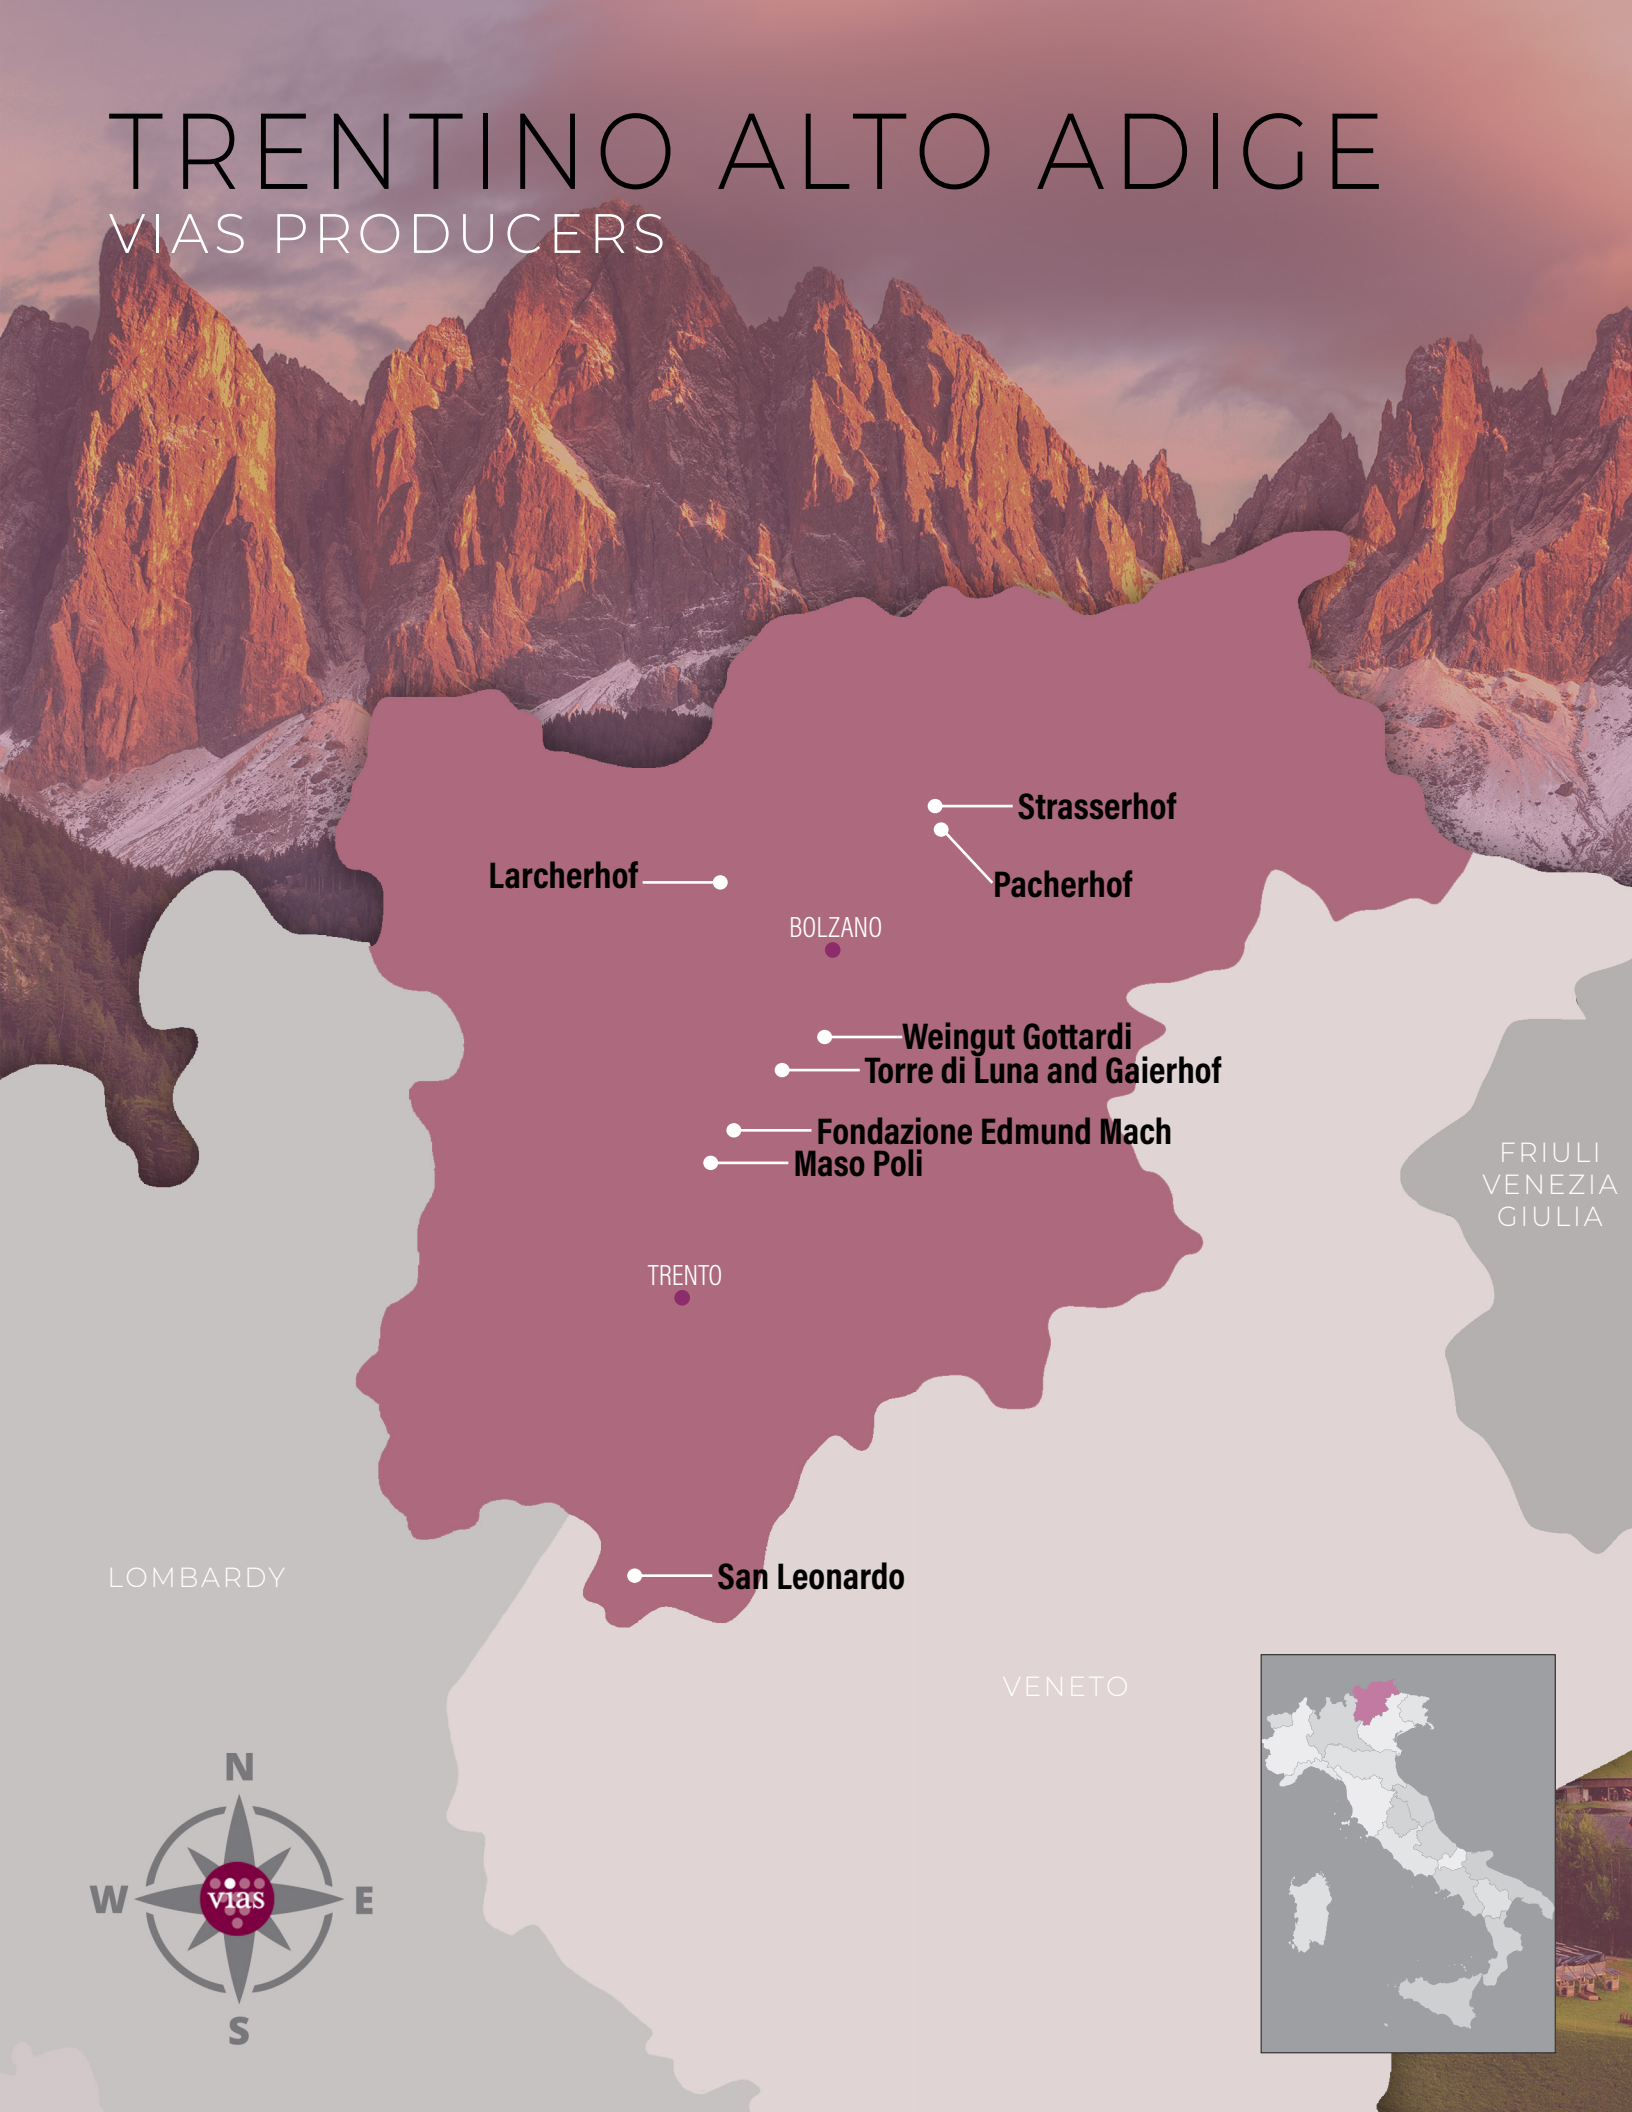 TRENTINO ALTO ADIGE
VIAS PRODUCERS
Strasserhof
Larcherhof
Pacherhof
BOLZANO
Weingut Gottardi
Torre di Luna and Gaierhof
Fondazione Edmund Mach
Maso Poli
FRIULI
VENEZIA
GIULIA
TRENTO
LOMBARDY
San Leonardo
VENETO
N
W
vias
E
S